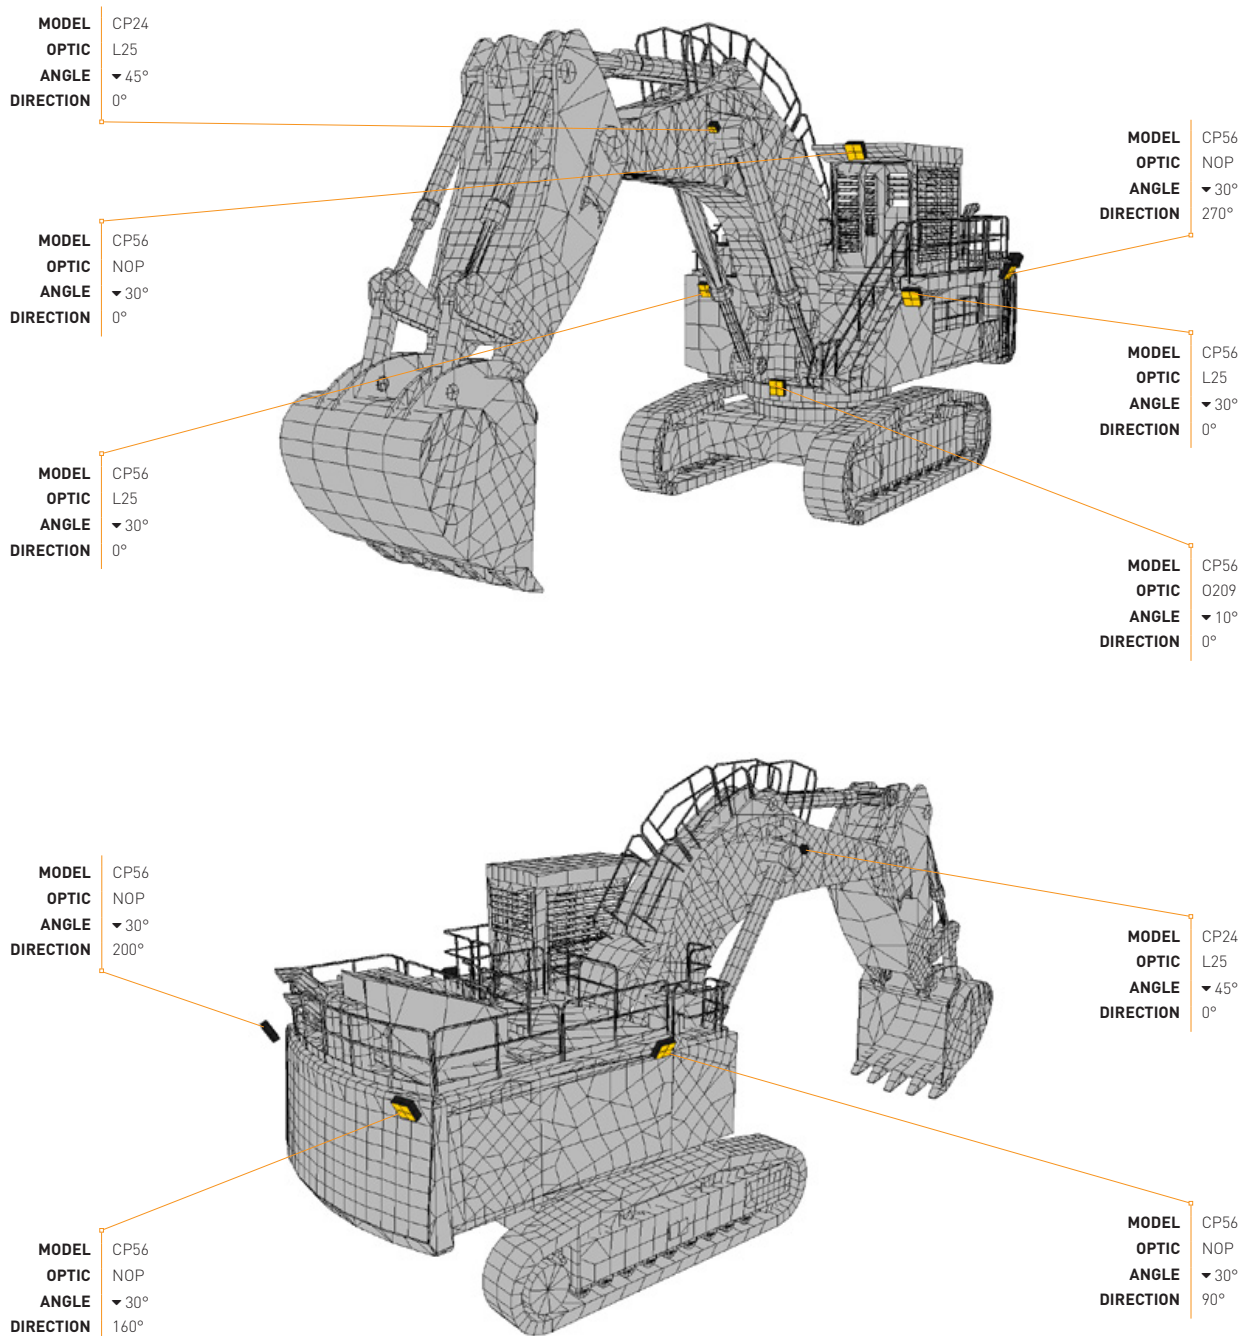 MODEL CP24
OPTIC L25
ANGLE ▼ 45°
DIRECTION 0°
MODEL CP56
OPTIC NOP
ANGLE ▼ 30°
DIRECTION 270°
MODEL CP56
OPTIC NOP
ANGLE ▼ 30°
DIRECTION 0°
MODEL CP56
OPTIC L25
ANGLE ▼ 30°
DIRECTION 0°
MODEL CP56
OPTIC L25
ANGLE ▼ 30°
DIRECTION 0°
MODEL CP56
OPTIC O209
ANGLE ▼ 10°
DIRECTION 0°
MODEL CP56
OPTIC NOP
ANGLE ▼ 30°
DIRECTION 200°
MODEL CP24
OPTIC L25
ANGLE ▼ 45°
DIRECTION 0°
MODEL CP56
OPTIC NOP
ANGLE ▼ 30°
DIRECTION 160°
MODEL CP56
OPTIC NOP
ANGLE ▼ 30°
DIRECTION 90°